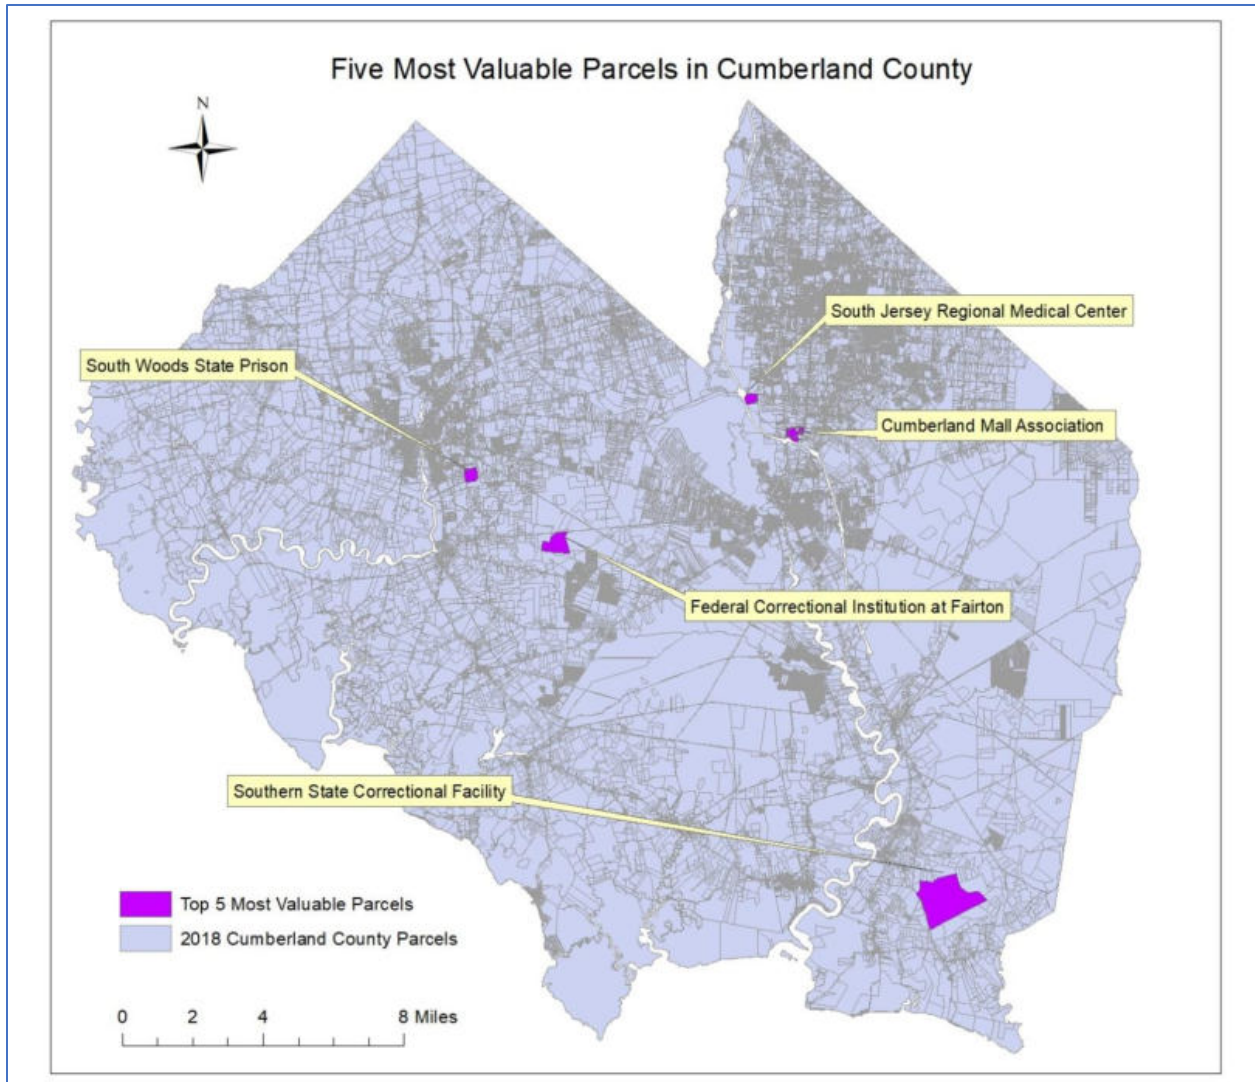 Five Most Valuable Parcels in Cumberland County
N
South Jersey Regional Medical Center
South Woods State Prison
Cumberland Mall Association
Federal Correctional Institution at Fairton
Southern State Correctional Facility
Top 5 Most Valuable Parcels
2018 Cumberland County Parcels
0 2 4 8 Miles